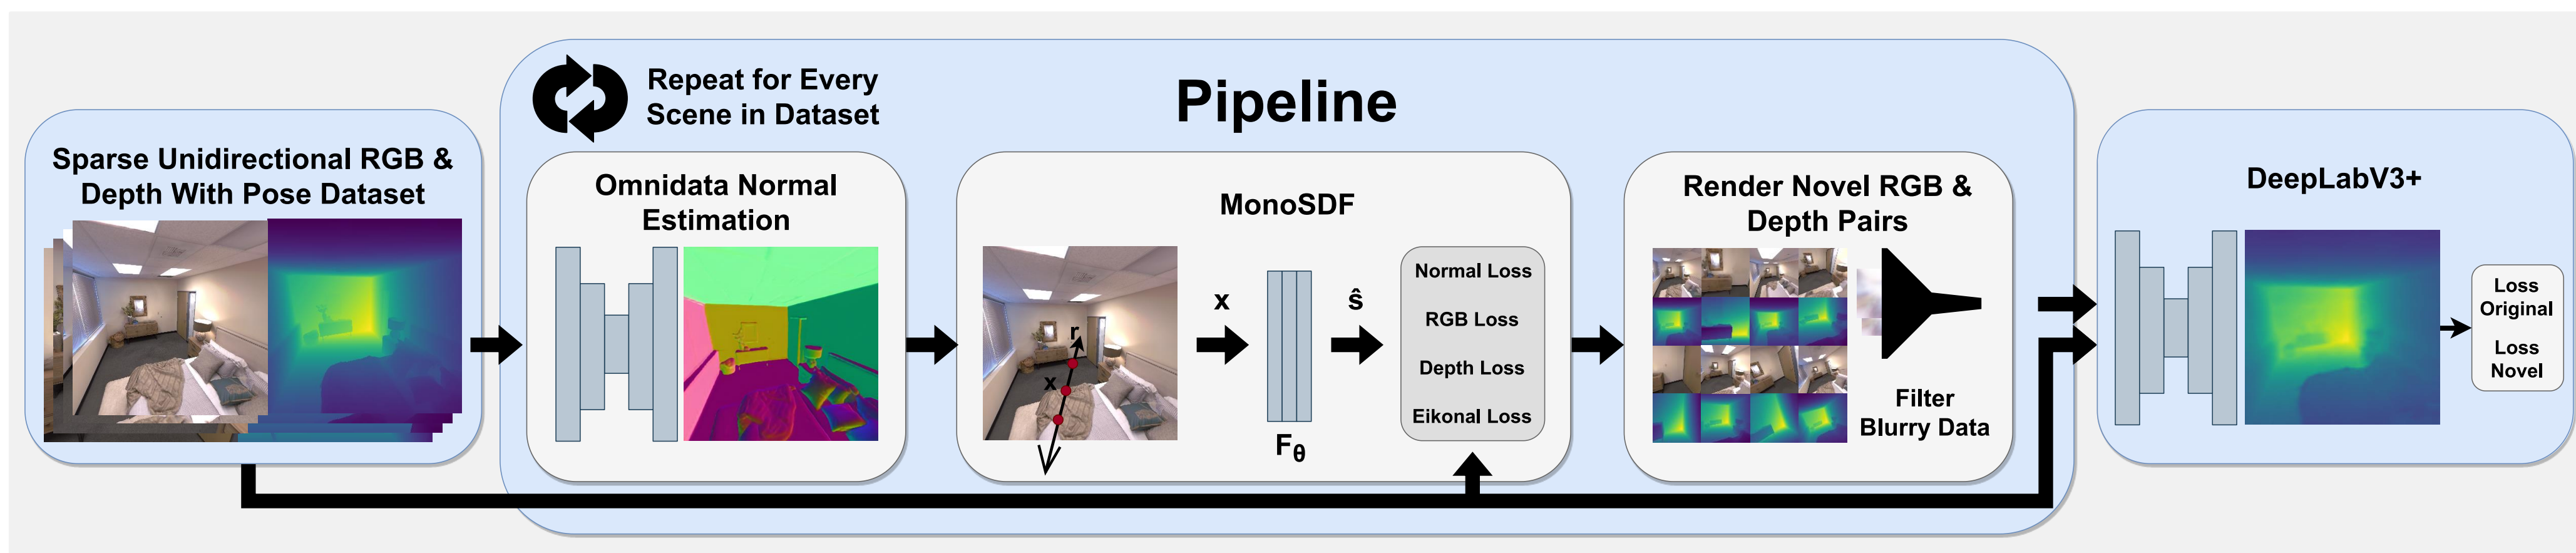 Sparse Unidirectional RGB &
Depth With Pose Dataset
Repeat for Every
Scene in Dataset
Pipeline
Omnidata Normal
Estimation
MonoSDF
r
x
x
Fθ
ŝ
Normal Loss
RGB Loss
Depth Loss
Eikonal Loss
Render Novel RGB &
Depth Pairs
Filter
Blurry Data
DeepLabV3+
Loss
Original
Loss
Novel